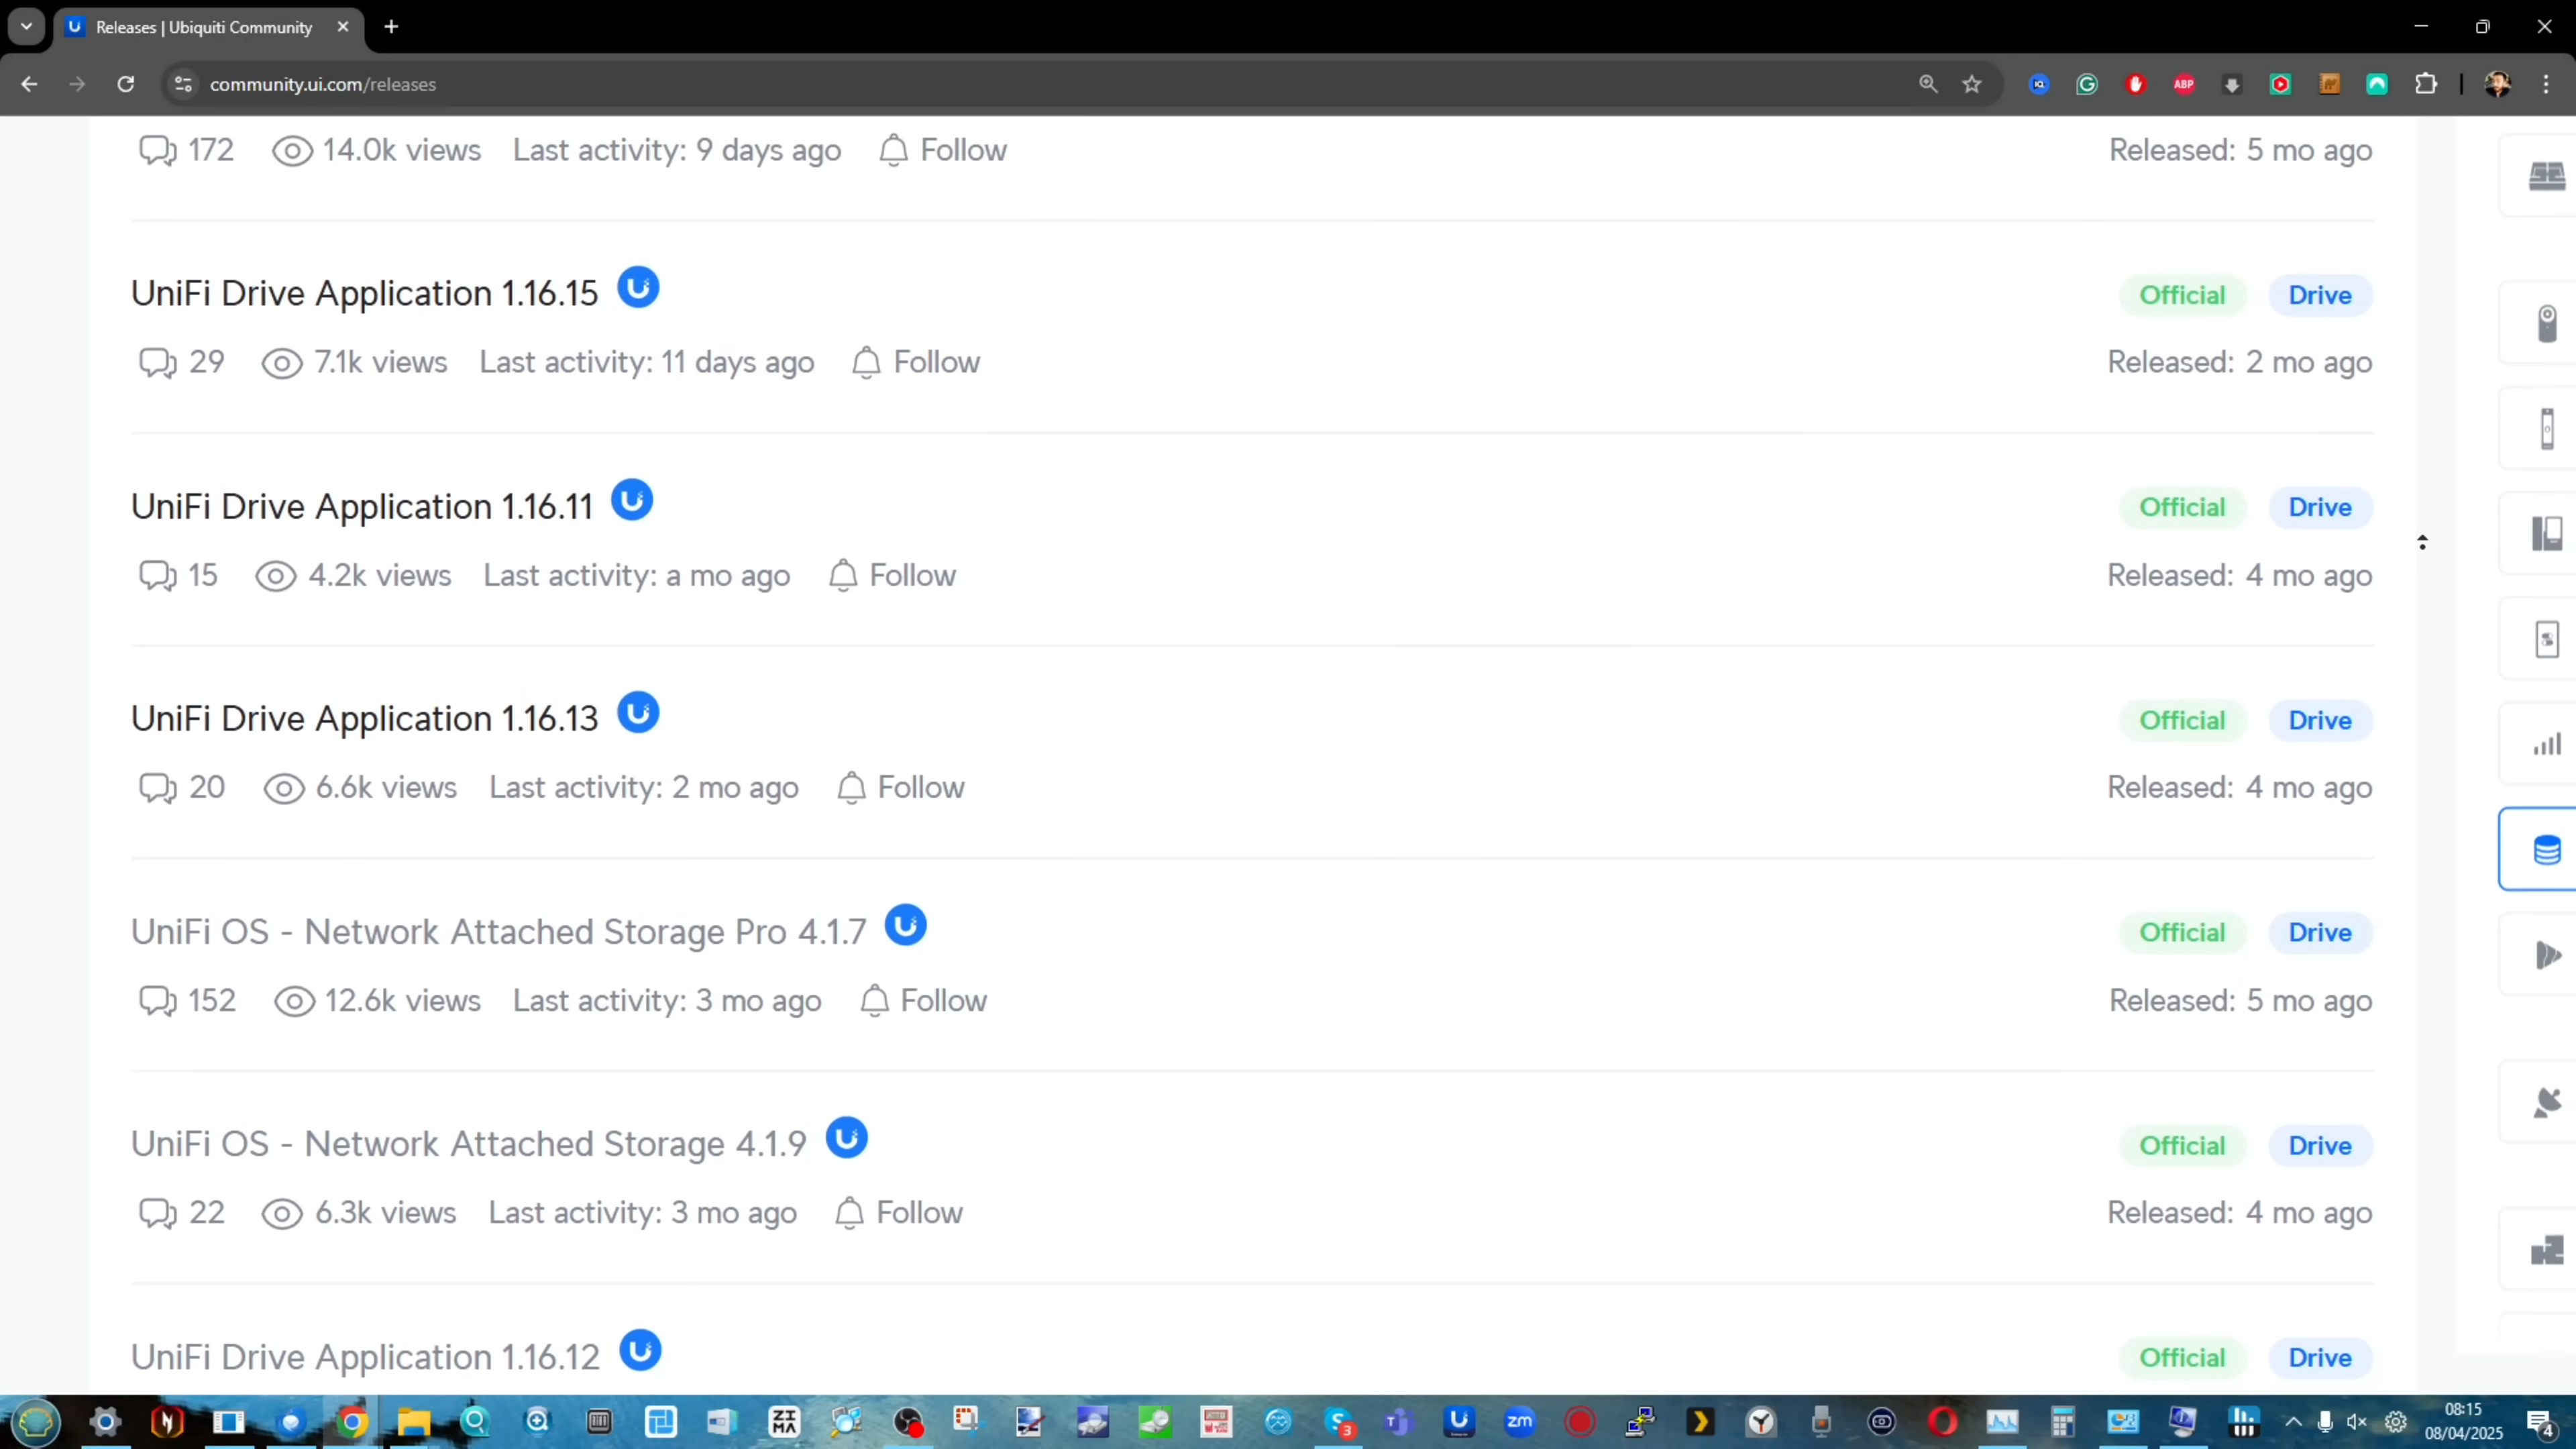 Releases | Ubiquiti Community
community.ui.com/releases
ABP
172 14.0k views Last activity: 9 days ago Follow Released: 5 mo ago
UniFi Drive Application 1.16.15 Official Drive
29 7.1k views Last activity: 11 days ago Follow Released: 2 mo ago
UniFi Drive Application 1.16.11 Official Drive
15 4.2k views Last activity: a mo ago Follow Released: 4 mo ago
UniFi Drive Application 1.16.13 Official Drive
20 6.6k views Last activity: 2 mo ago Follow Released: 4 mo ago
UniFi OS - Network Attached Storage Pro 4.1.7 Official Drive
152 12.6k views Last activity: 3 mo ago Follow Released: 5 mo ago
UniFi OS - Network Attached Storage 4.1.9 Official Drive
22 6.3k views Last activity: 3 mo ago Follow Released: 4 mo ago
UniFi Drive Application 1.16.12 Official Drive
ZI
MA
3
zm
08:15
08/04/2025
4